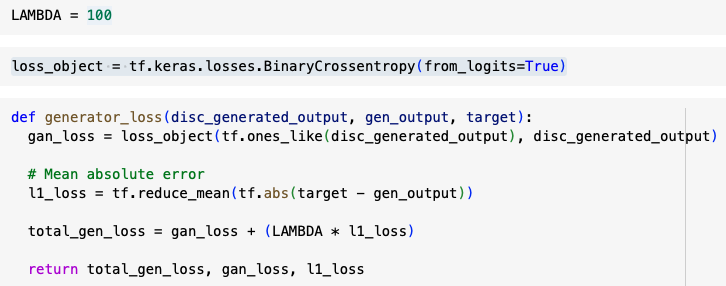 LAMBDA = 100
loss_object = tf.keras.losses.BinaryCrossentropy(from_logits=True)
def generator_loss(disc_generated_output, gen_output, target):
  gan_loss = loss_object(tf.ones_like(disc_generated_output), disc_generated_output)
  # Mean absolute error
  l1_loss = tf.reduce_mean(tf.abs(target - gen_output))
  total_gen_loss = gan_loss + (LAMBDA * l1_loss)
  return total_gen_loss, gan_loss, l1_loss